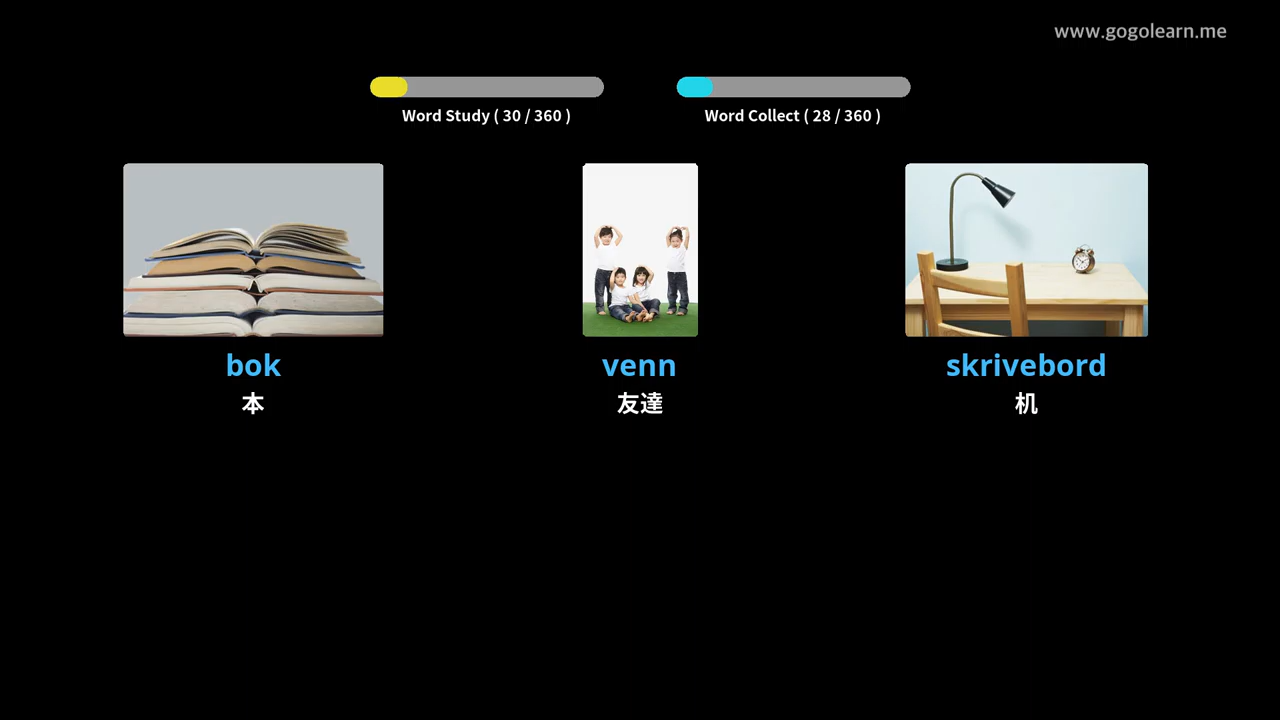 www.gogolearn.me
Word Study ( 30 / 360 )
Word Collect ( 28 / 360 )
bok
本
venn
友達
skrivebord
机